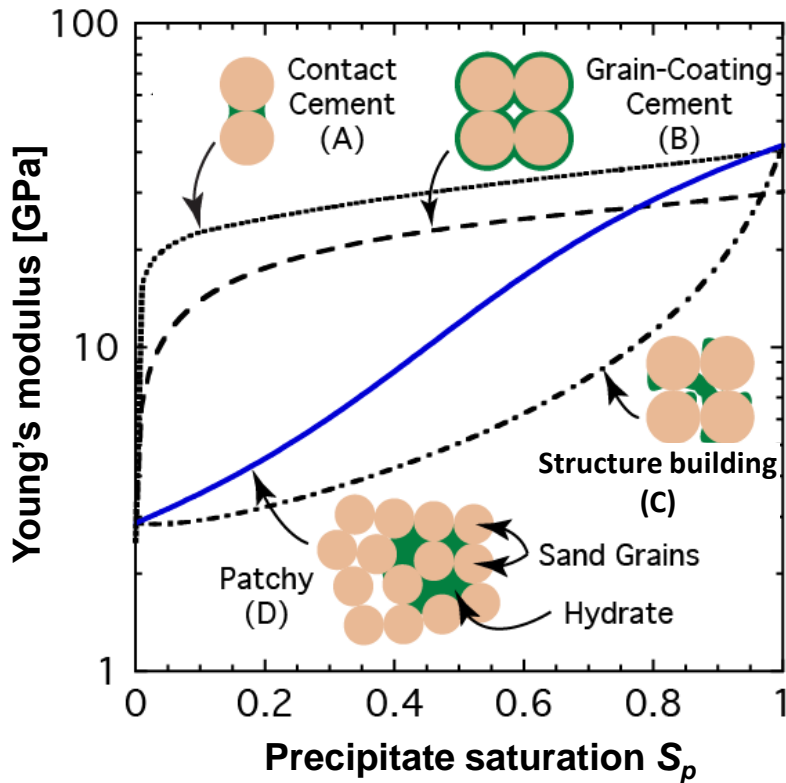 100
10
1
Young's modulus [GPa]
Contact
Cement
(A)
Grain-Coating
Cement
(B)
Structure building
(C)
Patchy
(D)
Sand Grains
Hydrate
0 0.2 0.4 0.6 0.8 1
Precipitate saturation Sp